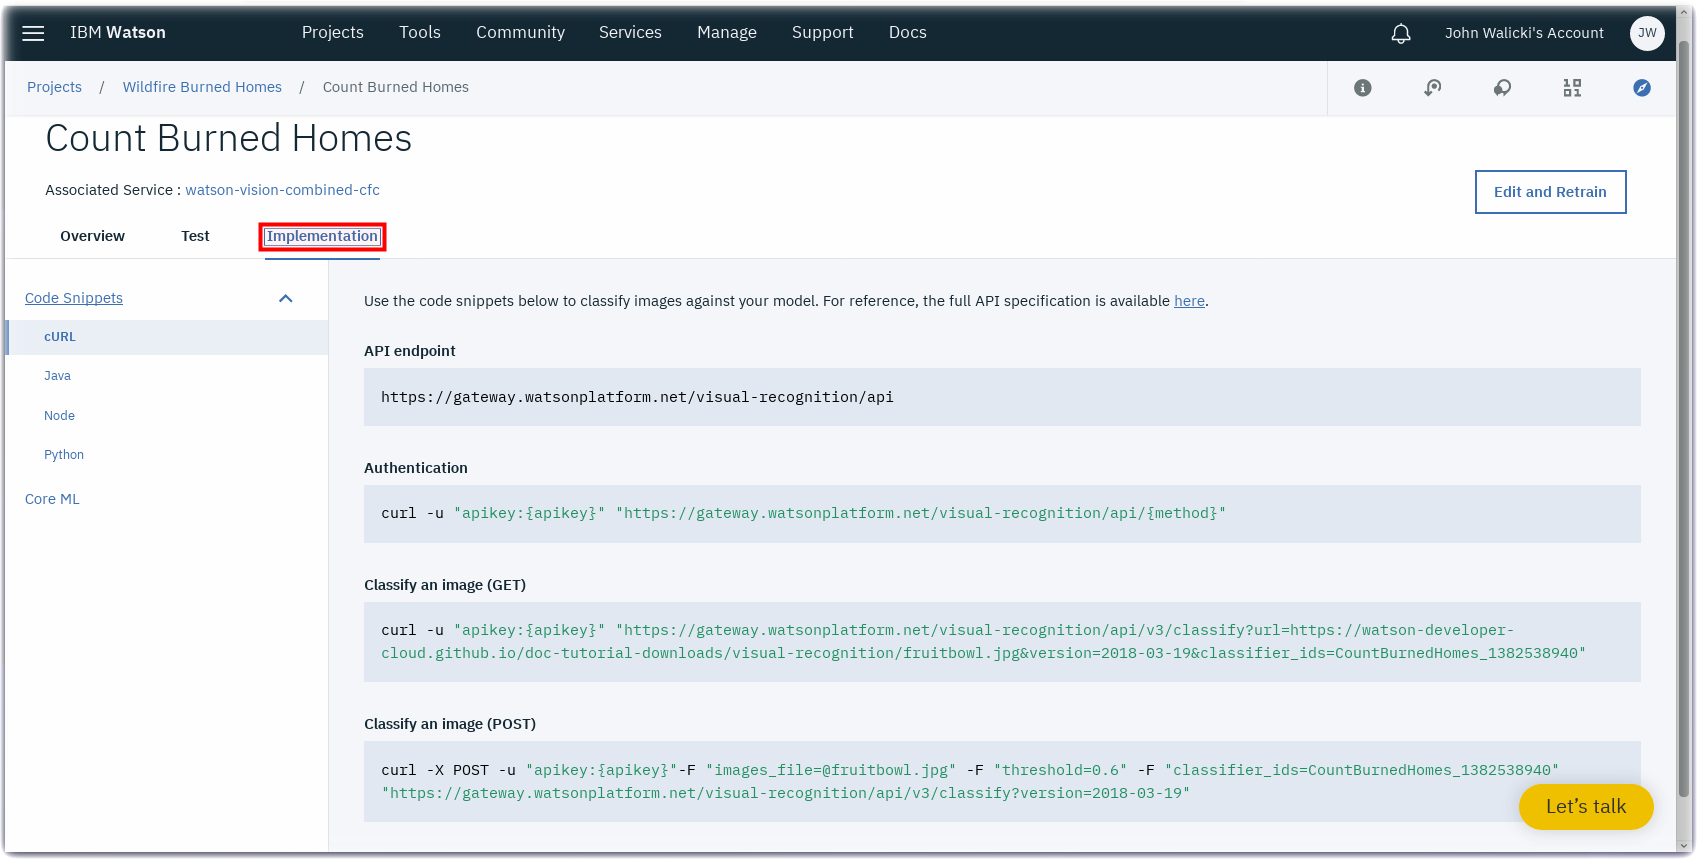 IBM Watson Projects Tools Community Services Manage Support Docs John Walicki's Account JW
Projects / Wildfire Burned Homes / Count Burned Homes
Count Burned Homes
Associated Service : watson-vision-combined-cfc
Edit and Retrain
Overview Test Implementation
Code Snippets
cURL
Java
Node
Python
Core ML
Use the code snippets below to classify images against your model. For reference, the full API specification is available here.
API endpoint
https://gateway.watsonplatform.net/visual-recognition/api
Authentication
curl -u "apikey:{apikey}" "https://gateway.watsonplatform.net/visual-recognition/api/{method}"
Classify an image (GET)
curl -u "apikey:{apikey}" "https://gateway.watsonplatform.net/visual-recognition/api/v3/classify?url=https://watson-developer-
cloud.github.io/doc-tutorial-downloads/visual-recognition/fruitbowl.jpg&version=2018-03-19&classifier_ids=CountBurnedHomes_1382538940"
Classify an image (POST)
curl -X POST -u "apikey:{apikey}"-F "images_file=@fruitbowl.jpg" -F "threshold=0.6" -F "classifier_ids=CountBurnedHomes_1382538940"
"https://gateway.watsonplatform.net/visual-recognition/api/v3/classify?version=2018-03-19"
Let's talk